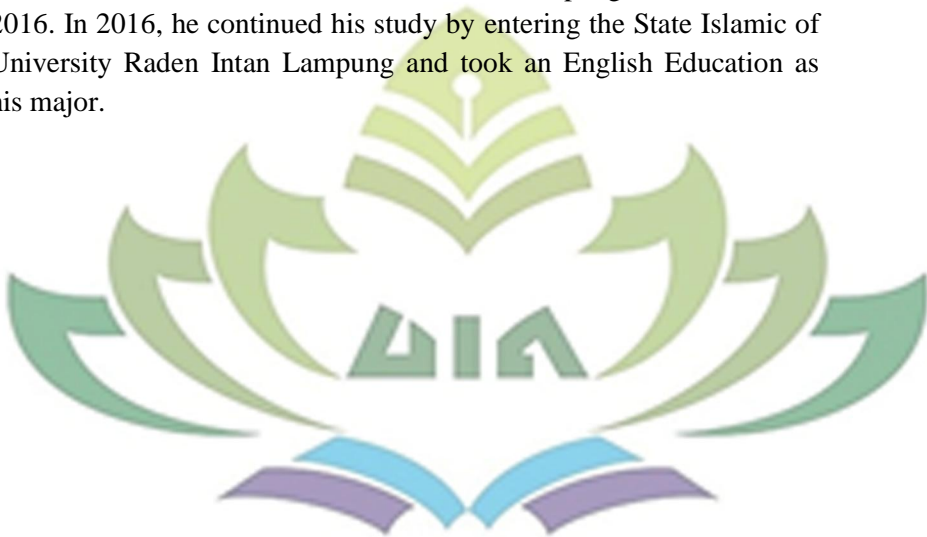 2016. In 2016, he continued his study by entering the State Islamic of
University Raden Intan Lampung and took an English Education as
his major.
UIN